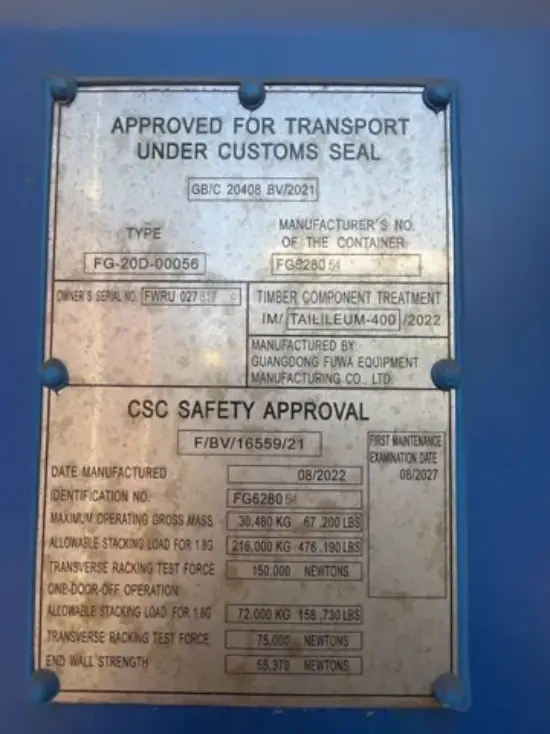 APPROVED FOR TRANSPORT
UNDER CUSTOMS SEAL
GB/C 20408 BV/2021
TYPE
FG-20D-00056
MANUFACTURER'S NO.
OF THE CONTAINER
FG628054
OWNER'S SERIAL NO.
FWRU
TIMBER COMPONENT TREATMENT
IM/ TAILILEUM-400 /2022
MANUFACTURED BY:
GUANGDONG FUWA EQUIPMENT
MANUFACTURING CO., LTD.
CSC SAFETY APPROVAL
F/BV/16559/21
FIRST MAINTENANCE
EXAMINATION DATE
08/2027
DATE MANUFACTURED 08/2022
IDENTIFICATION NO. FG628054
MAXIMUM OPERATING GROSS MASS 30,480 KG 67,200 LBS
ALLOWABLE STACKING LOAD FOR 1.8G 216,000 KG 476,190 LBS
TRANSVERSE RACKING TEST FORCE 150,000 NEWTONS
ONE-DOOR-OFF OPERATION:
ALLOWABLE STACKING LOAD FOR 1.8G 72,000 KG 158,730 LBS
TRANSVERSE RACKING TEST FORCE 75,000 NEWTONS
END WALL STRENGTH 55,370 NEWTONS